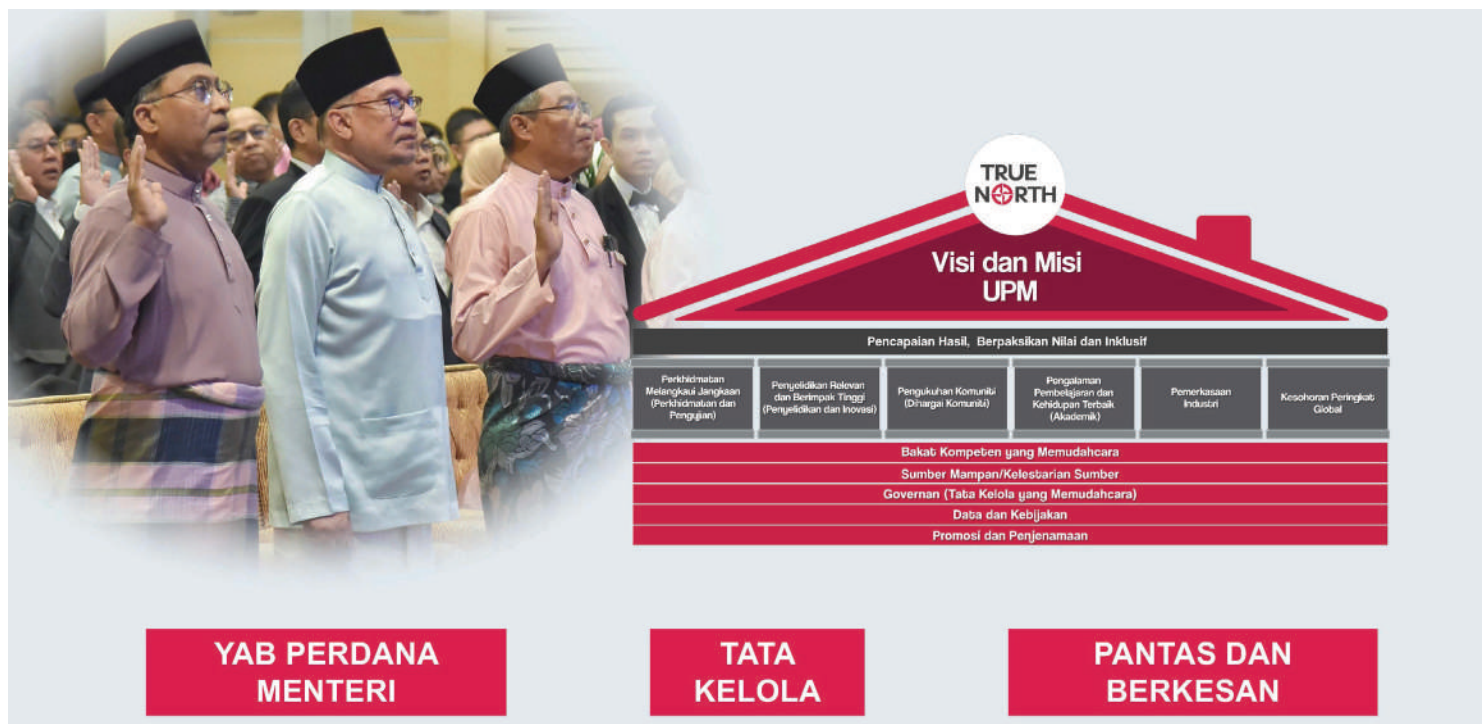 TRUE
NORTH
Visi dan Misi
UPM
Pencapaian Hasil, Berpaksikan Nilai dan Inklusif
Perkhidmatan
Melangkaui Jangkaan
(Perkhidmatan dan
Pengujian)
Penyelidikan Relevan
dan Berimpak Tinggi
(Penyelidikan dan Inovasi)
Pengukuhan Komuniti
(Dihargai Komuniti)
Pengalaman
Pembelajaran dan
Kehidupan Terbaik
(Akademik)
Pemerkasaan
Industri
Kesohoran Peringkat
Global
Bakat Kompeten yang Memudahcara
Sumber Mampan/Kelestarian Sumber
Governan (Tata Kelola yang Memudahcara)
Data dan Kebijakan
Promosi dan Penjenamaan
YAB PERDANA
MENTERI
TATA
KELOLA
PANTAS DAN
BERKESAN